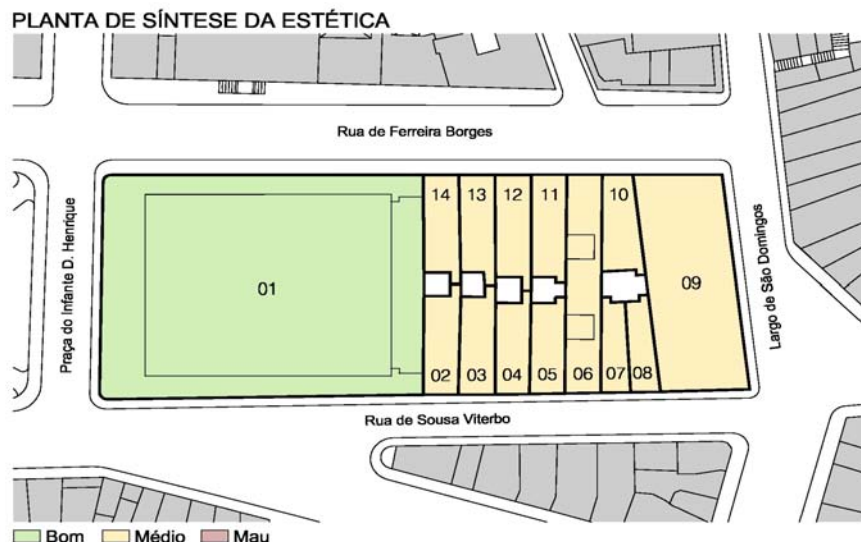 PLANTA DE SÍNTESE DA ESTÉTICA
Rua de Ferreira Borges
Praça do Infante D. Henrique
01
14
13
12
11
10
09
02
03
04
05
06
07
08
Largo de São Domingos
Rua de Sousa Viterbo
Bom
Médio
Mau